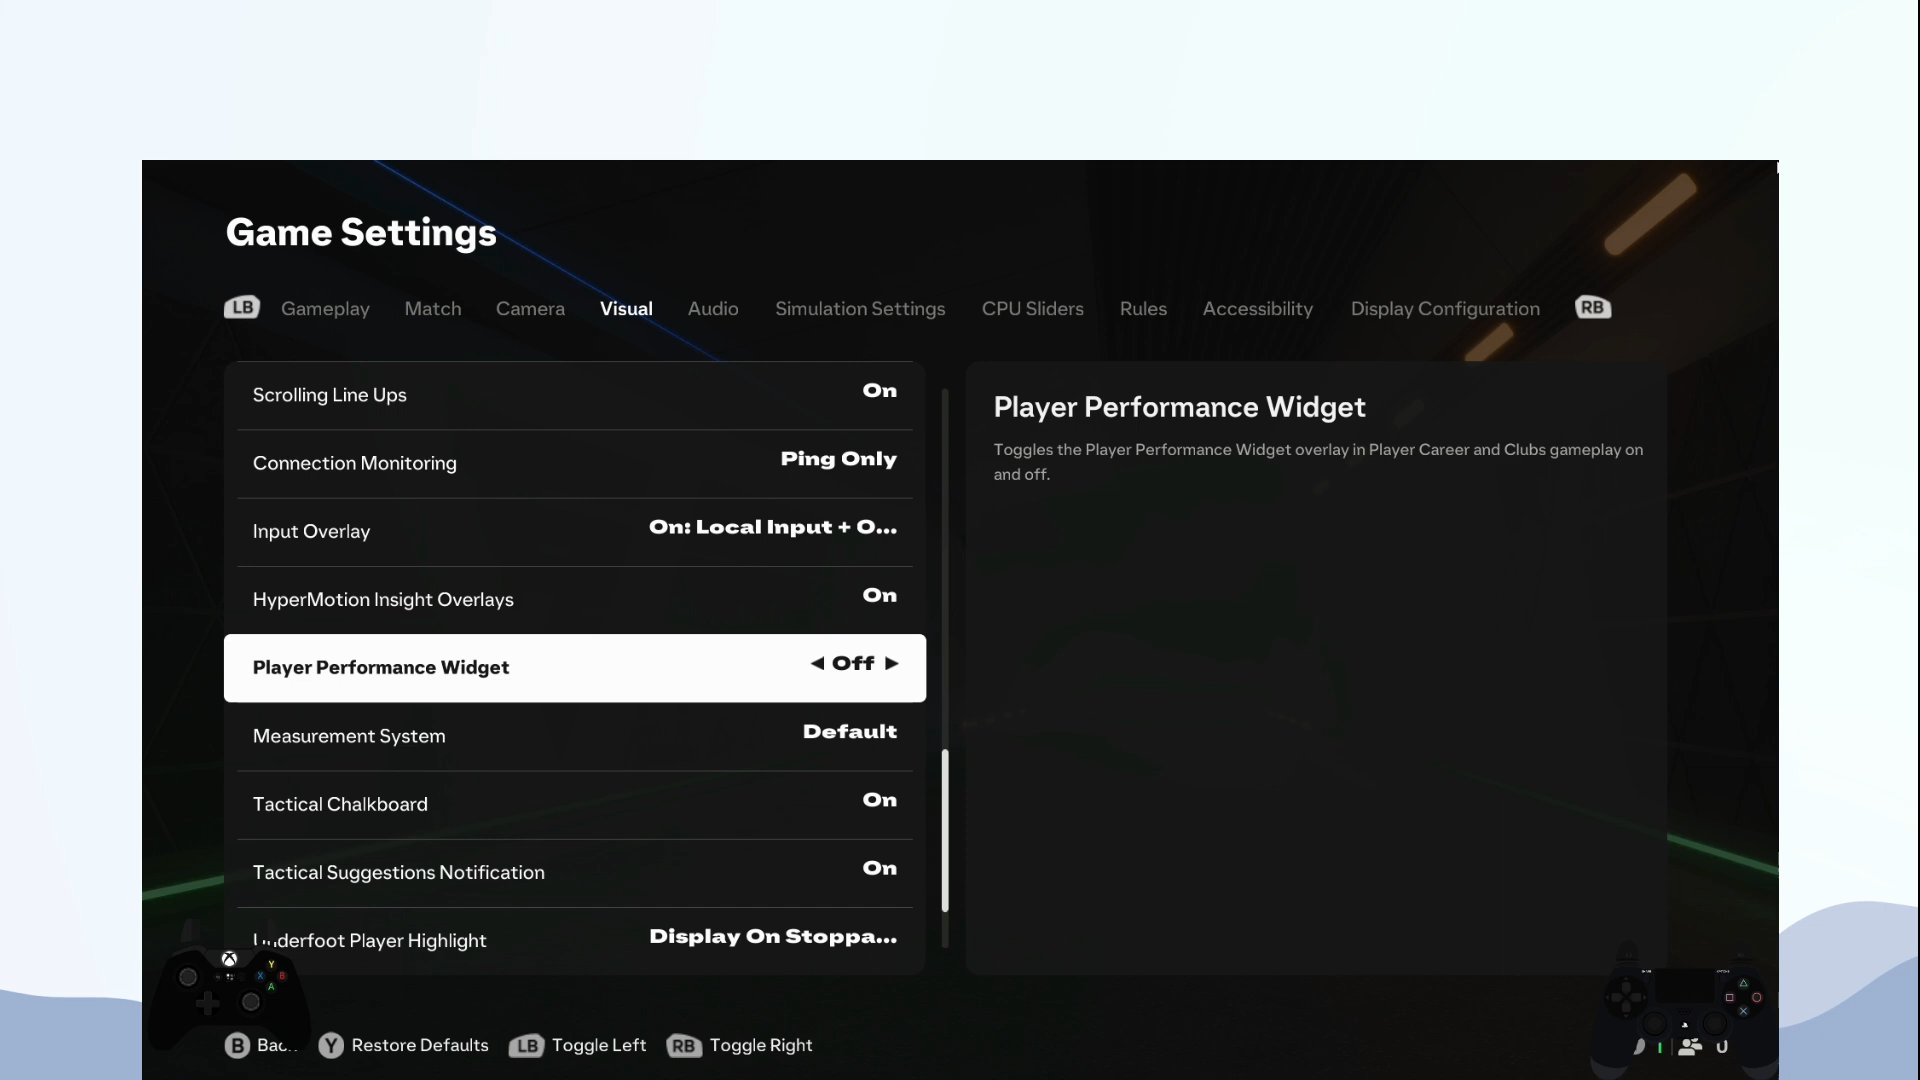 Game Settings
LB Gameplay Match Camera Visual Audio Simulation Settings CPU Sliders Rules Accessibility Display Configuration RB
Scrolling Line Ups On
Connection Monitoring Ping Only
Input Overlay On: Local Input + O...
HyperMotion Insight Overlays On
Player Performance Widget Off
Measurement System Default
Tactical Chalkboard On
Tactical Suggestions Notification On
Underfoot Player Highlight Display On Stoppa...
Player Performance Widget
Toggles the Player Performance Widget overlay in Player Career and Clubs gameplay on
and off.
Y
X B
A
B Back Y Restore Defaults LB Toggle Left RB Toggle Right
0